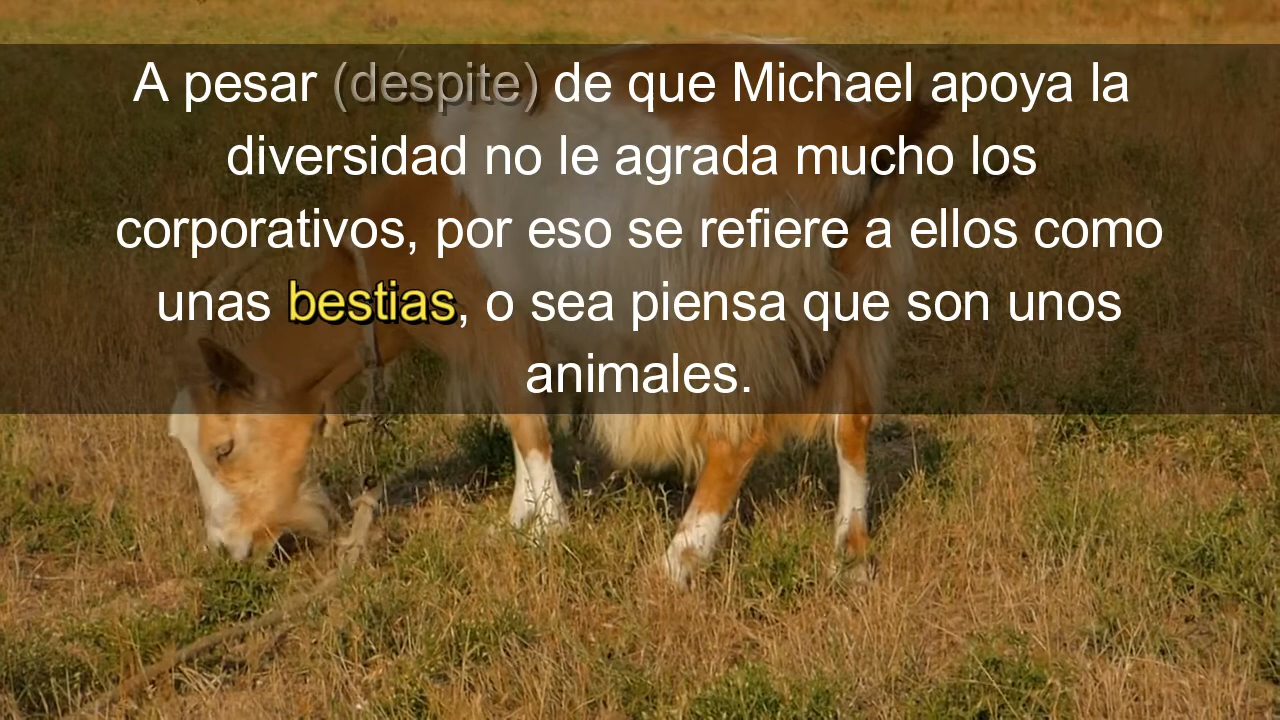 A pesar (despite) de que Michael apoya la
diversidad no le agrada mucho los
corporativos, por eso se refiere a ellos como
unas bestias, o sea piensa que son unos
animales.